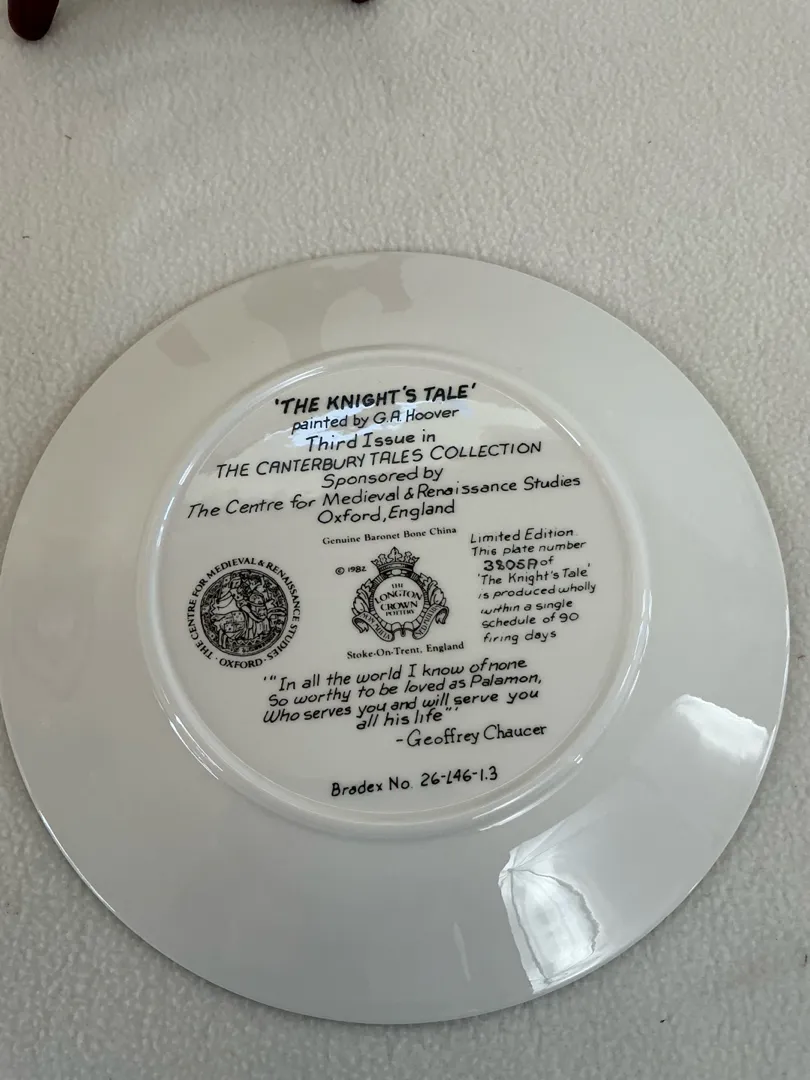 'THE KNIGHT'S TALE'
painted by G.A. Hoover
Third Issue in
THE CANTERBURY TALES COLLECTION
Sponsored by
The Centre for Medieval & Renaissance Studies
Oxford, England
Genuine Baronet Bone China
© 1982
THE
LONGTON
CROWN
POTTERY
Stoke-On-Trent, England
THE CENTRE FOR MEDIEVAL & RENAISSANCE STUDIES
· OXFORD ·
Limited Edition.
This plate number
3805A of
'The Knight's Tale'
is produced wholly
within a single
schedule of 90
firing days
'"In all the world I know of none
So worthy to be loved as Palamon,
Who serves you and will serve you
all his life"'
- Geoffrey Chaucer
Bradex No. 26-L46-1.3